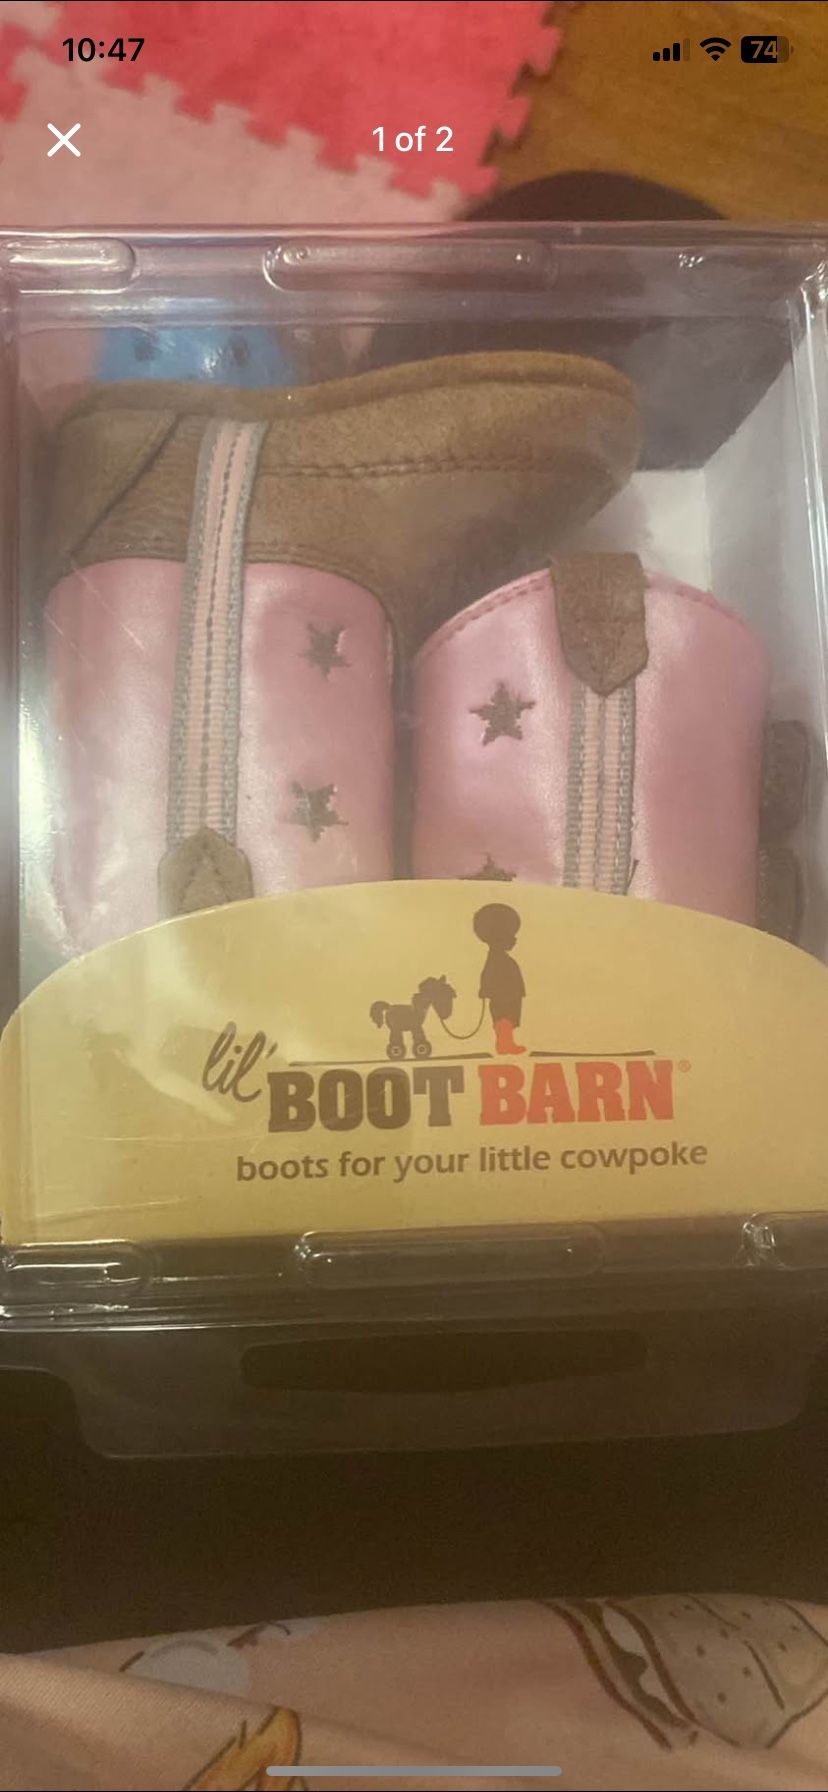 10:47
74
1 of 2
lil' BOOT BARN®
boots for your little cowpoke